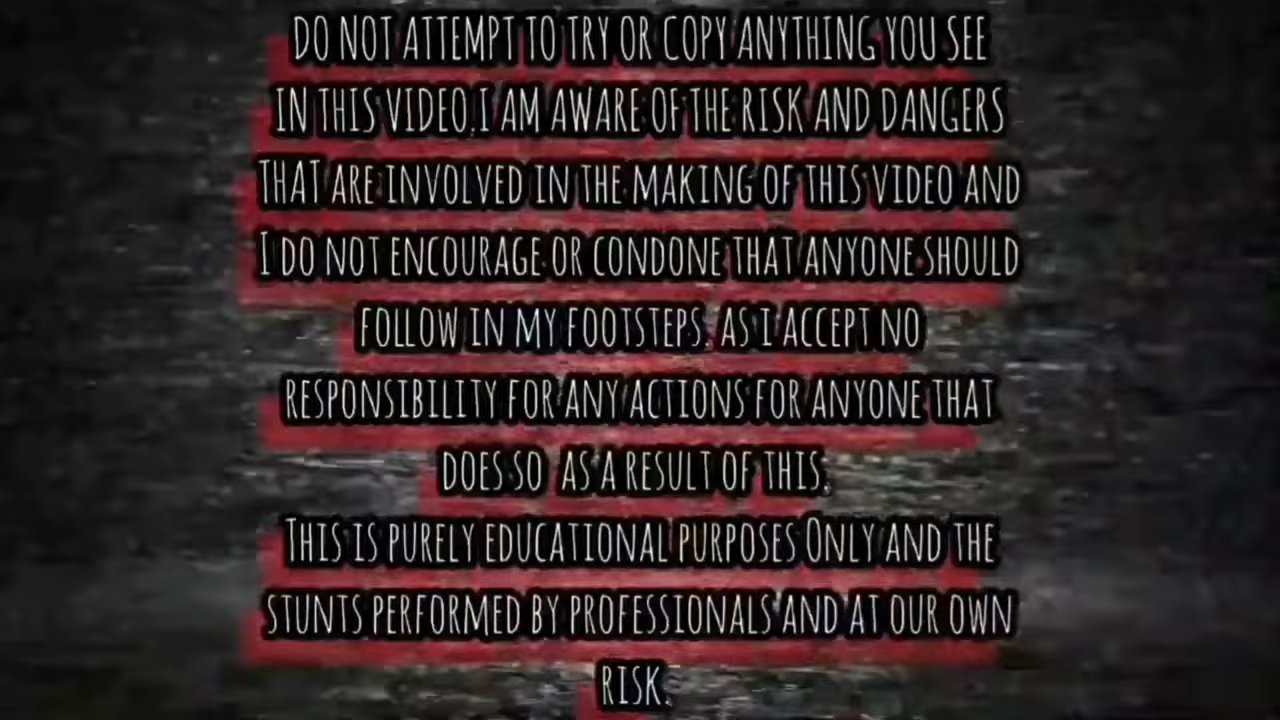 DO NOT ATTEMPT TO TRY OR COPY ANYTHING YOU SEE
IN THIS VIDEO,I AM AWARE OF THE RISK AND DANGERS
THAT ARE INVOLVED IN THE MAKING OF THIS VIDEO AND
I DO NOT ENCOURAGE OR CONDONE THAT ANYONE SHOULD
FOLLOW IN MY FOOTSTEPS. AS I ACCEPT NO
RESPONSIBILITY FOR ANY ACTIONS FOR ANYONE THAT
DOES SO AS A RESULT OF THIS.
THIS IS PURELY EDUCATIONAL PURPOSES ONLY AND THE
STUNTS PERFORMED BY PROFESSIONALS AND AT OUR OWN
RISK.